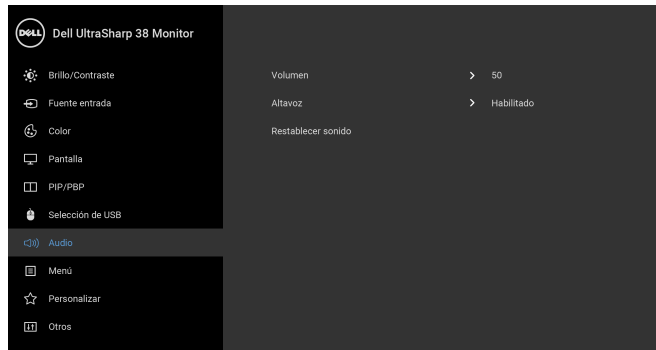 DELL Dell UltraSharp 38 Monitor
Brillo/Contraste
Fuente entrada
Color
Pantalla
PIP/PBP
Selección de USB
Audio
Menú
Personalizar
Otros
Volumen > 50
Altavoz > Habilitado
Restablecer sonido